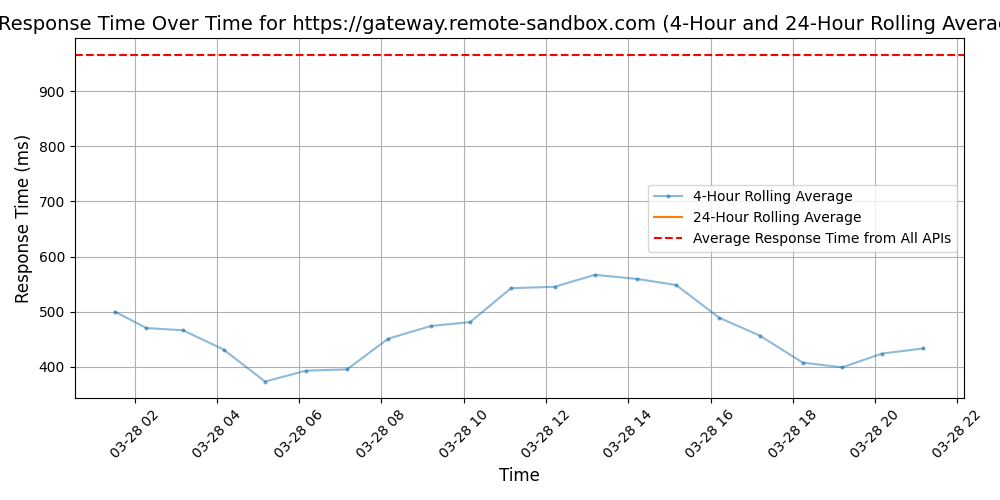 Response Time Over Time for https://gateway.remote-sandbox.com (4-Hour and 24-Hour Rolling Avera
Response Time (ms)
900
800
700
600
500
400
4-Hour Rolling Average
24-Hour Rolling Average
Average Response Time from All APIs
03-28 02
03-28 04
03-28 06
03-28 08
03-28 10
03-28 12
03-28 14
03-28 16
03-28 18
03-28 20
03-28 22
Time